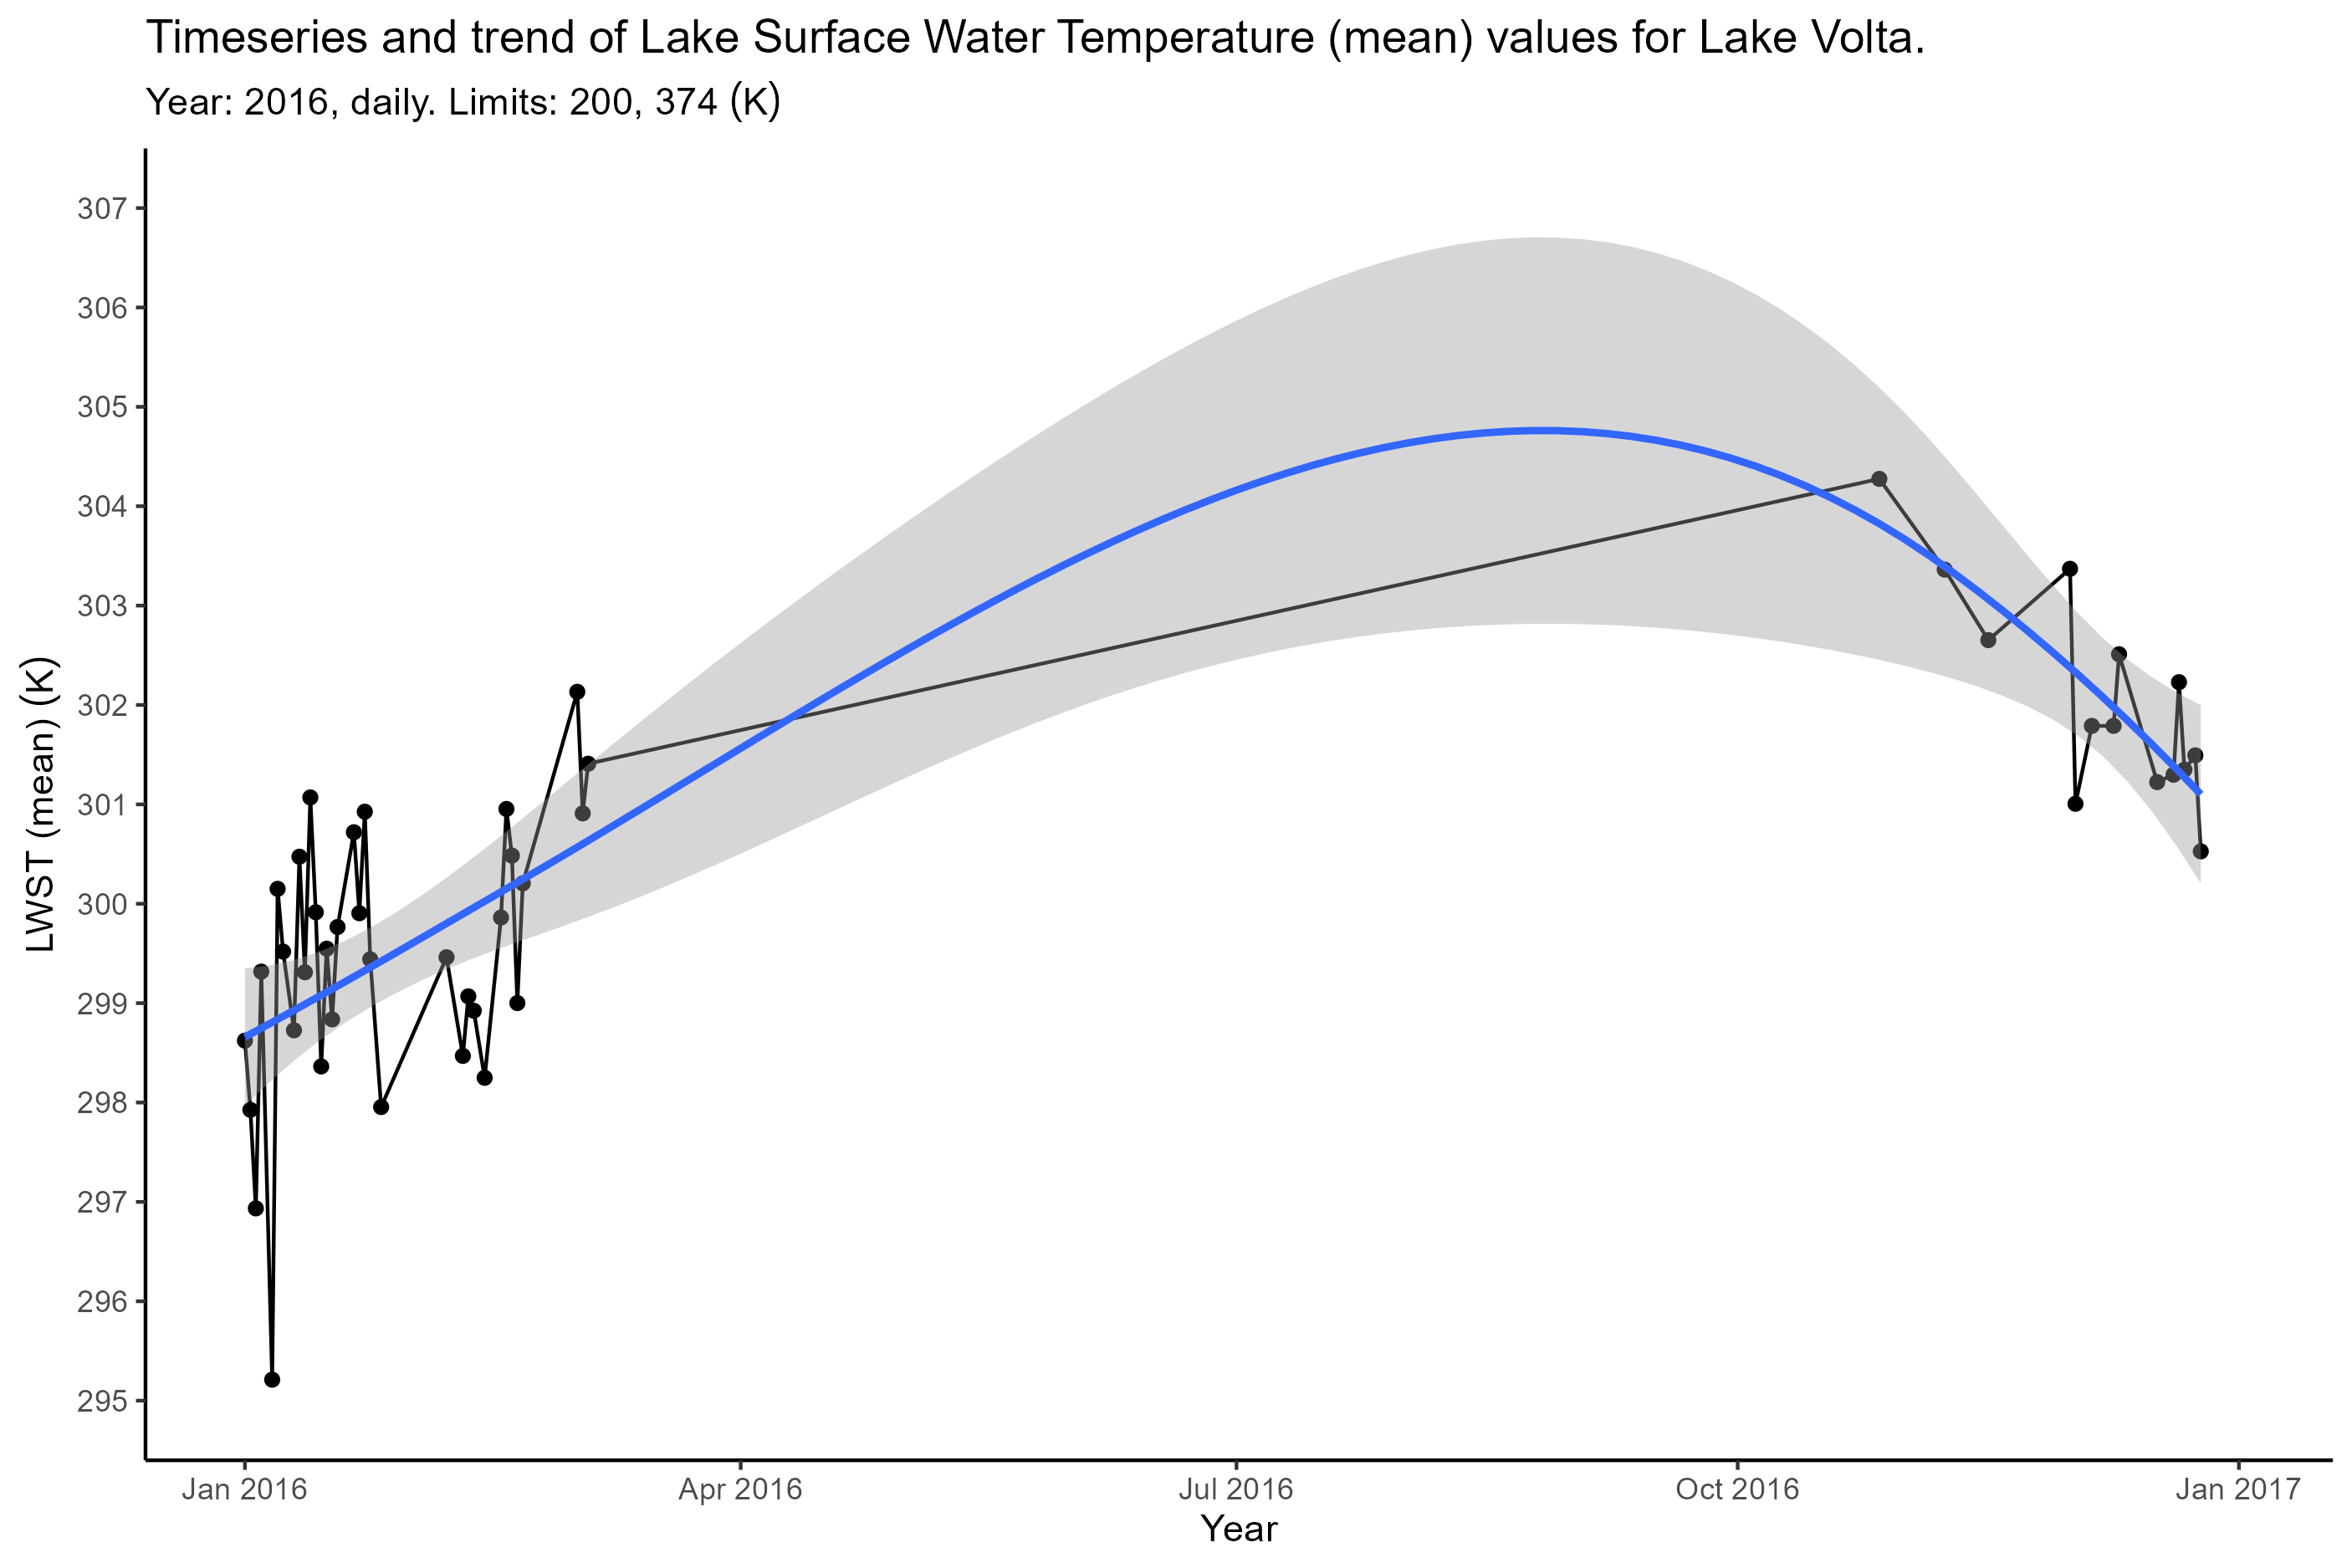 Timeseries and trend of Lake Surface Water Temperature (mean) values for Lake Volta.
Year: 2016, daily. Limits: 200, 374 (K)
LWST (mean) (K)
307
306
305
304
303
302
301
300
299
298
297
296
295
Jan 2016
Apr 2016
Jul 2016
Oct 2016
Jan 2017
Year